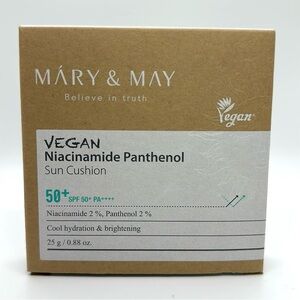 MÁRY & MAY
Believe in truth
Vegan
VEGAN
Niacinamide Panthenol
Sun Cushion
50+ SPF 50+ PA++++
Niacinamide 2 %, Panthenol 2 %
Cool hydration & brightening
25 g / 0.88 oz.